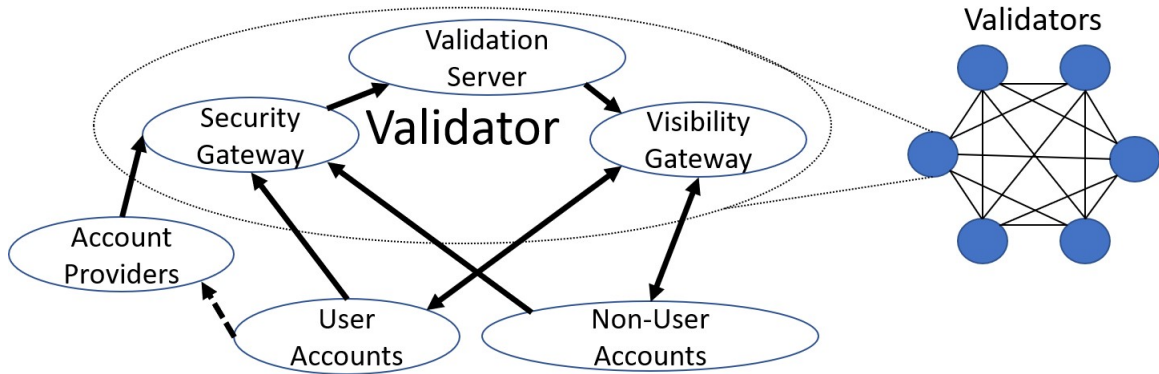 Validators
Validation
Server
Security
Gateway
Validator
Visibility
Gateway
Account
Providers
User
Accounts
Non-User
Accounts